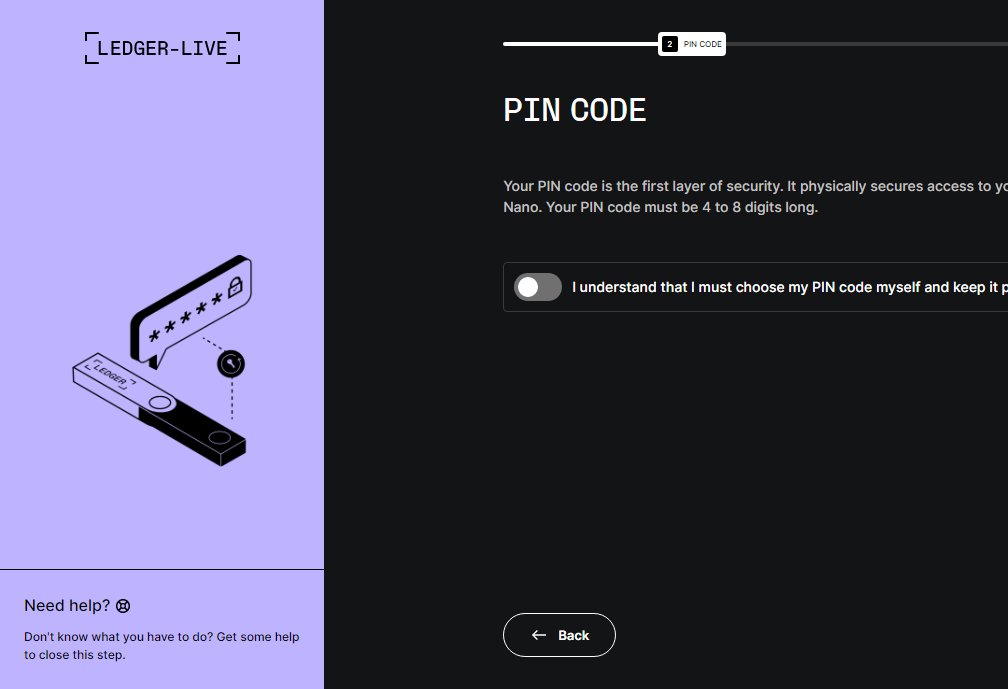 LEDGER-LIVE
2 PIN CODE
PIN CODE
Your PIN code is the first layer of security. It physically secures access to
Nano. Your PIN code must be 4 to 8 digits long.
I understand that I must choose my PIN code myself and keep it
*****
LEDGER
Need help?
Don't know what you have to do? Get some help
to close this step.
Back